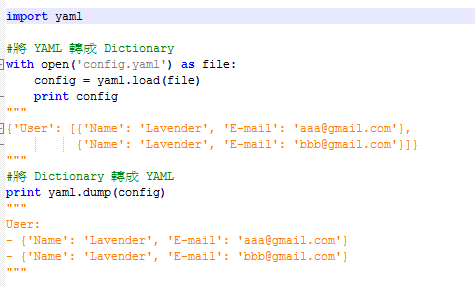 import yaml
#將 YAML 轉成 Dictionary
with open('config.yaml') as file:
    config = yaml.load(file)
    print config
"""
{'User': [{'Name': 'Lavender', 'E-mail': 'aaa@gmail.com'},
          {'Name': 'Lavender', 'E-mail': 'bbb@gmail.com'}]}
"""
#將 Dictionary 轉成 YAML
print yaml.dump(config)
"""
User:
- {'Name': 'Lavender', 'E-mail': 'aaa@gmail.com'}
- {'Name': 'Lavender', 'E-mail': 'bbb@gmail.com'}
"""